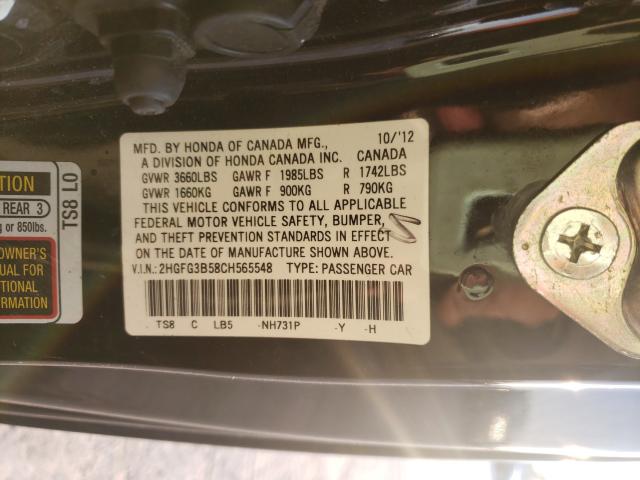 TION
REAR 3
g or 850lbs.
OWNER'S
UAL FOR
TIONAL
MATION
TS8 L0
MFD. BY HONDA OF CANADA MFG., 10/'12
A DIVISION OF HONDA CANADA INC. CANADA
GVWR 3660LBS GAWR F 1985LBS R 1742LBS
GVWR 1660KG GAWR F 900KG R 790KG
THIS VEHICLE CONFORMS TO ALL APPLICABLE
FEDERAL MOTOR VEHICLE SAFETY, BUMPER,
AND THEFT PREVENTION STANDARDS IN EFFECT
ON THE DATE OF MANUFACTURE SHOWN ABOVE.
V.I.N.: 2HGFG3B58CH565548 TYPE: PASSENGER CAR
TS8 C LB5 -NH731P -Y -H